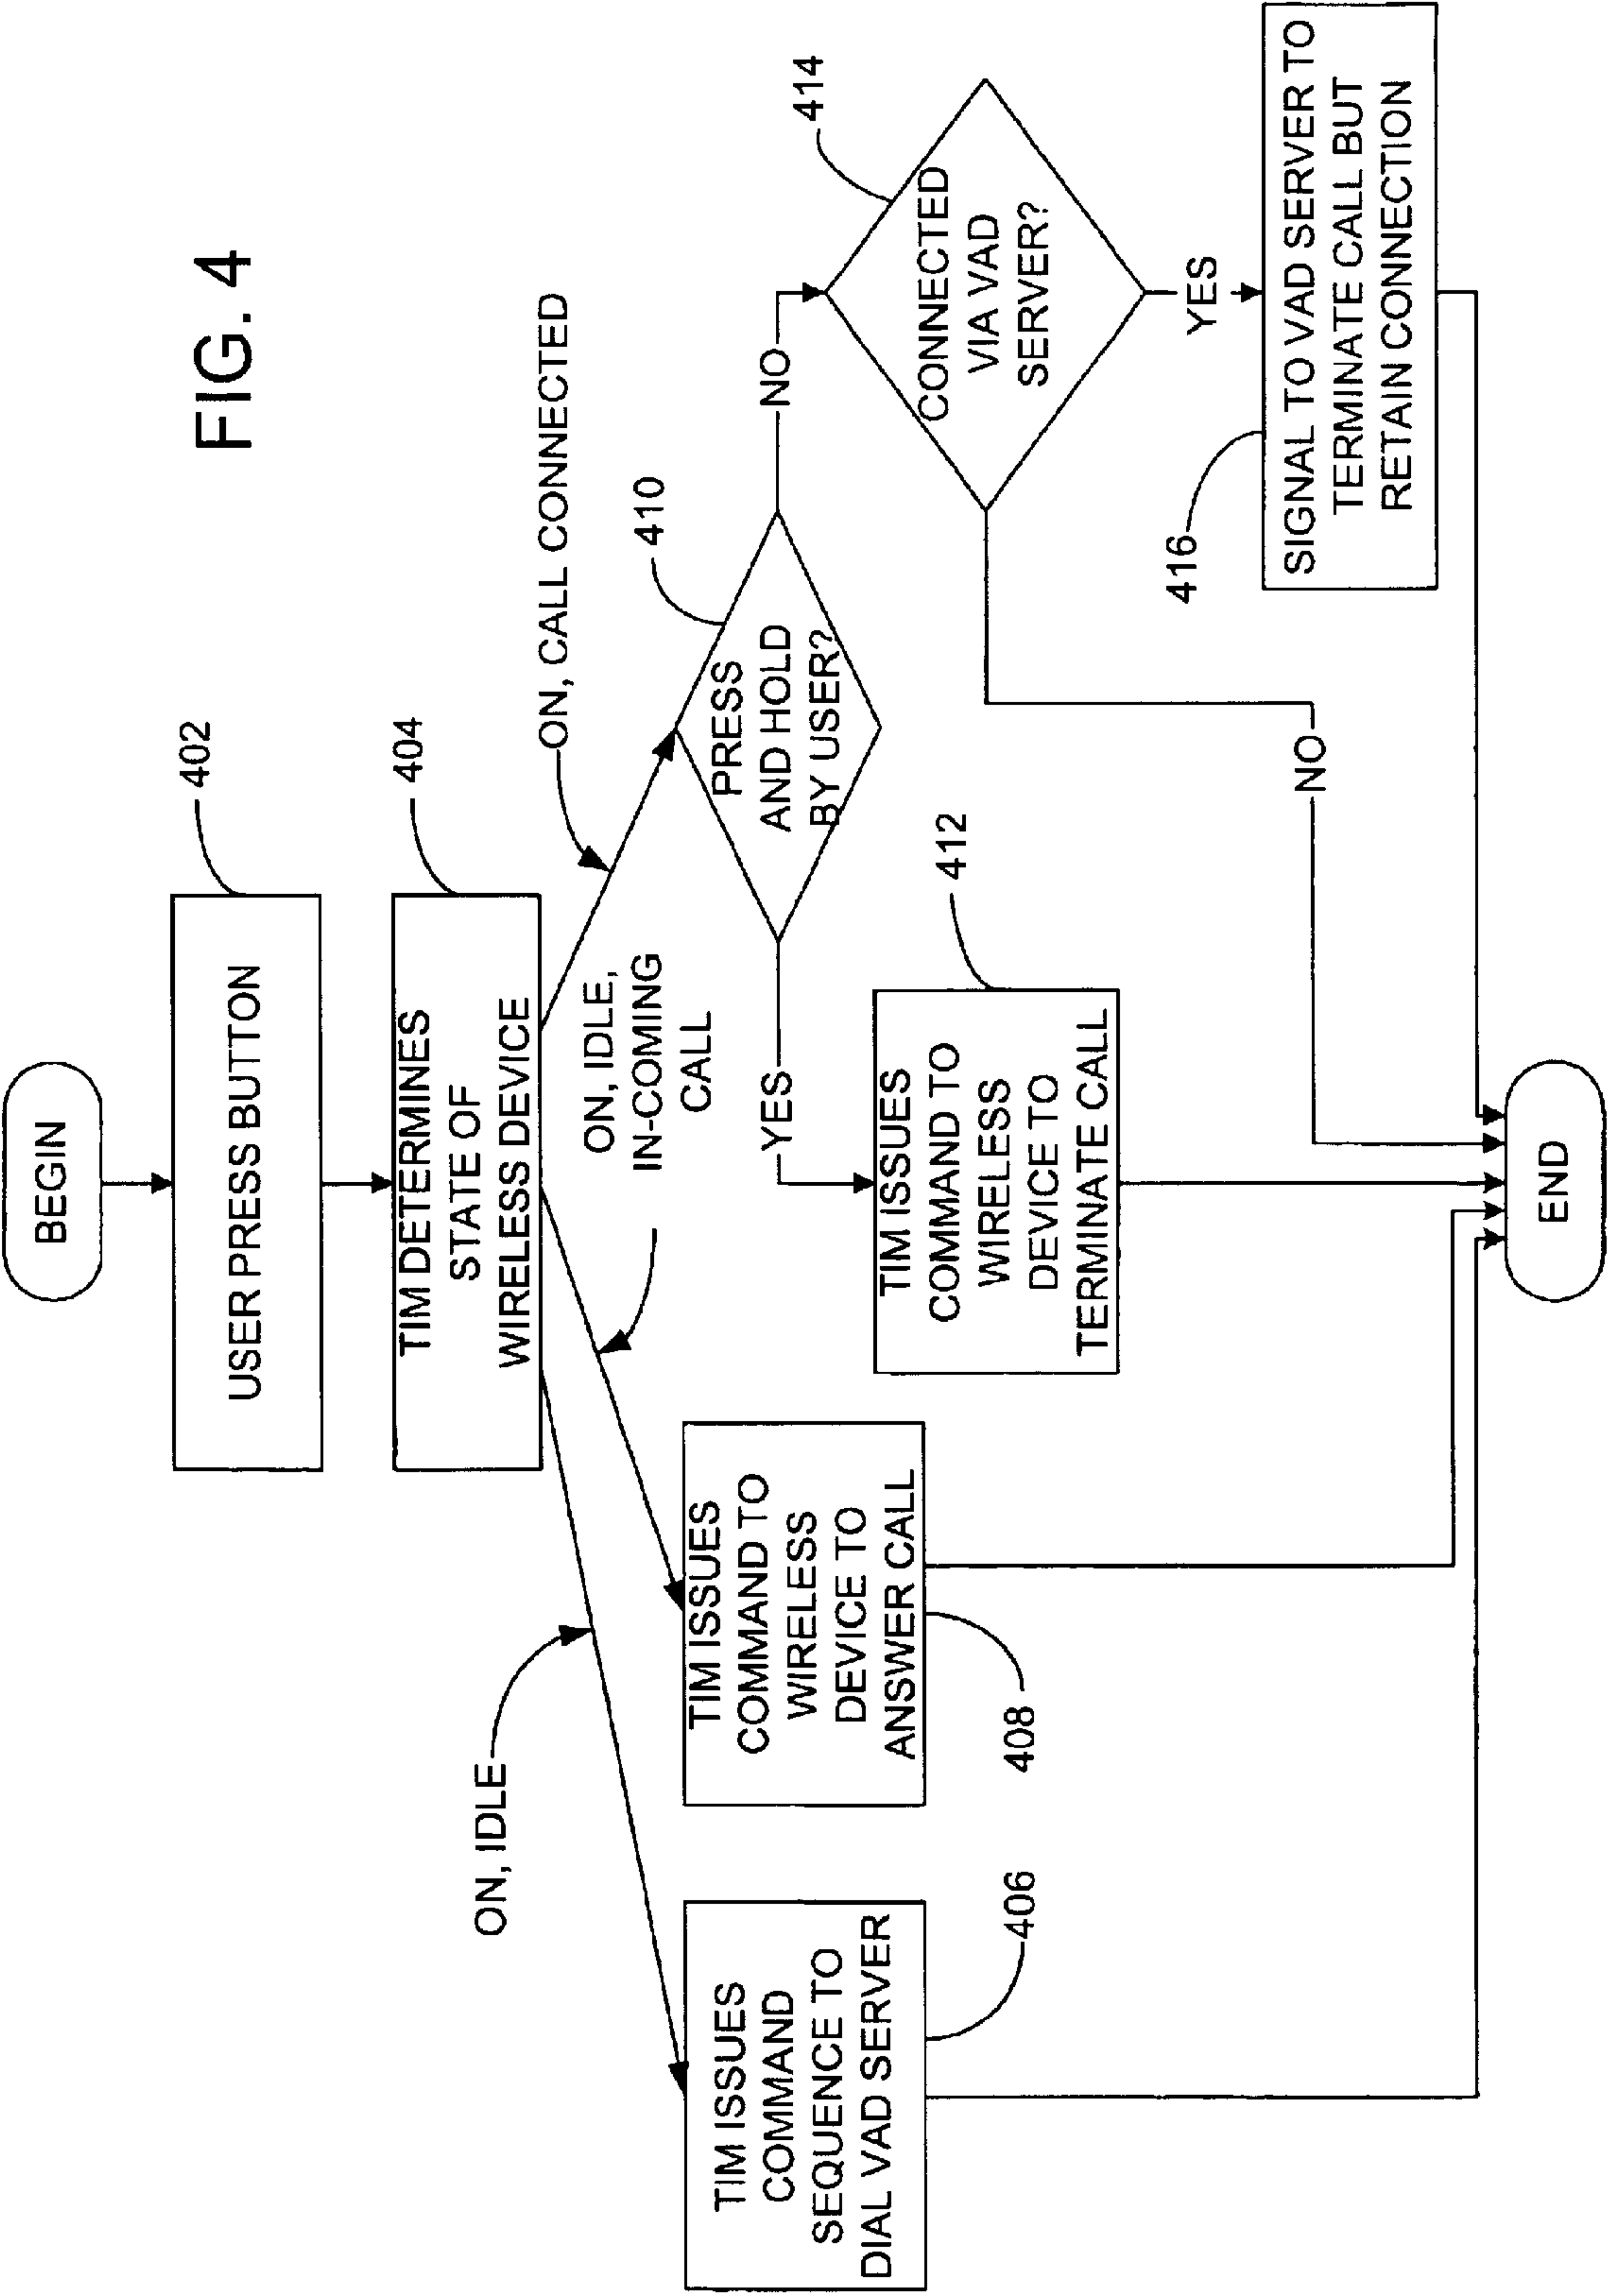 FIG. 4
BEGIN
402
USER PRESS BUTTON
404
TIM DETERMINES
STATE OF
WIRELESS DEVICE
ON, IDLE
ON, IDLE,
IN-COMING
CALL
ON, CALL CONNECTED
TIM ISSUES
COMMAND
SEQUENCE TO
DIAL VAD SERVER
406
TIM ISSUES
COMMAND TO
WIRELESS
DEVICE TO
ANSWER CALL
408
410
PRESS
AND HOLD
BY USER?
YES
NO
412
TIM ISSUES
COMMAND TO
WIRELESS
DEVICE TO
TERMINATE CALL
414
CONNECTED
VIA VAD
SERVER?
YES
NO
416
SIGNAL TO VAD SERVER TO
TERMINATE CALL BUT
RETAIN CONNECTION
END